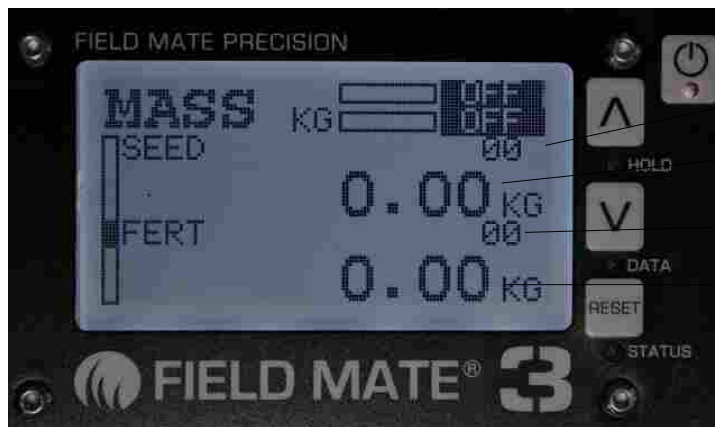 FIELD MATE PRECISION
MASS
OFF
KG OFF
SEED 00
0.00 KG
HOLD
FERT 00
0.00 KG
DATA
RESET
STATUS
FIELD MATE® 3